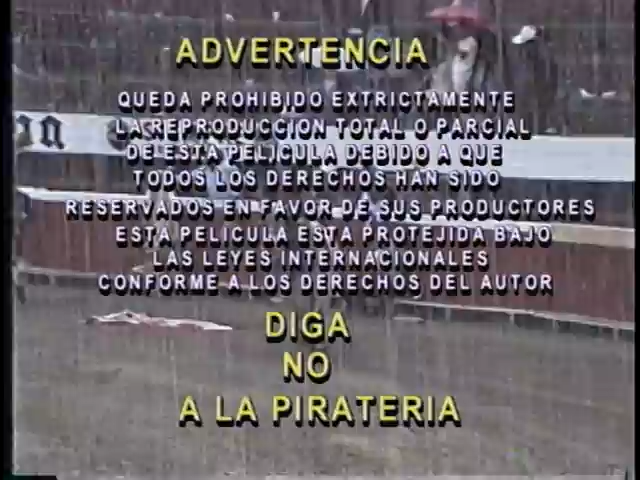 ADVERTENCIA
QUEDA PROHIBIDO EXTRICTAMENTE
LA REPRODUCCION TOTAL O PARCIAL
DE ESTA PELICULA DEBIDO A QUE
TODOS LOS DERECHOS HAN SIDO
RESERVADOS EN FAVOR DE SUS PRODUCTORES
ESTA PELICULA ESTA PROTEJIDA BAJO
LAS LEYES INTERNACIONALES
CONFORME A LOS DERECHOS DEL AUTOR
DIGA
NO
A LA PIRATERIA